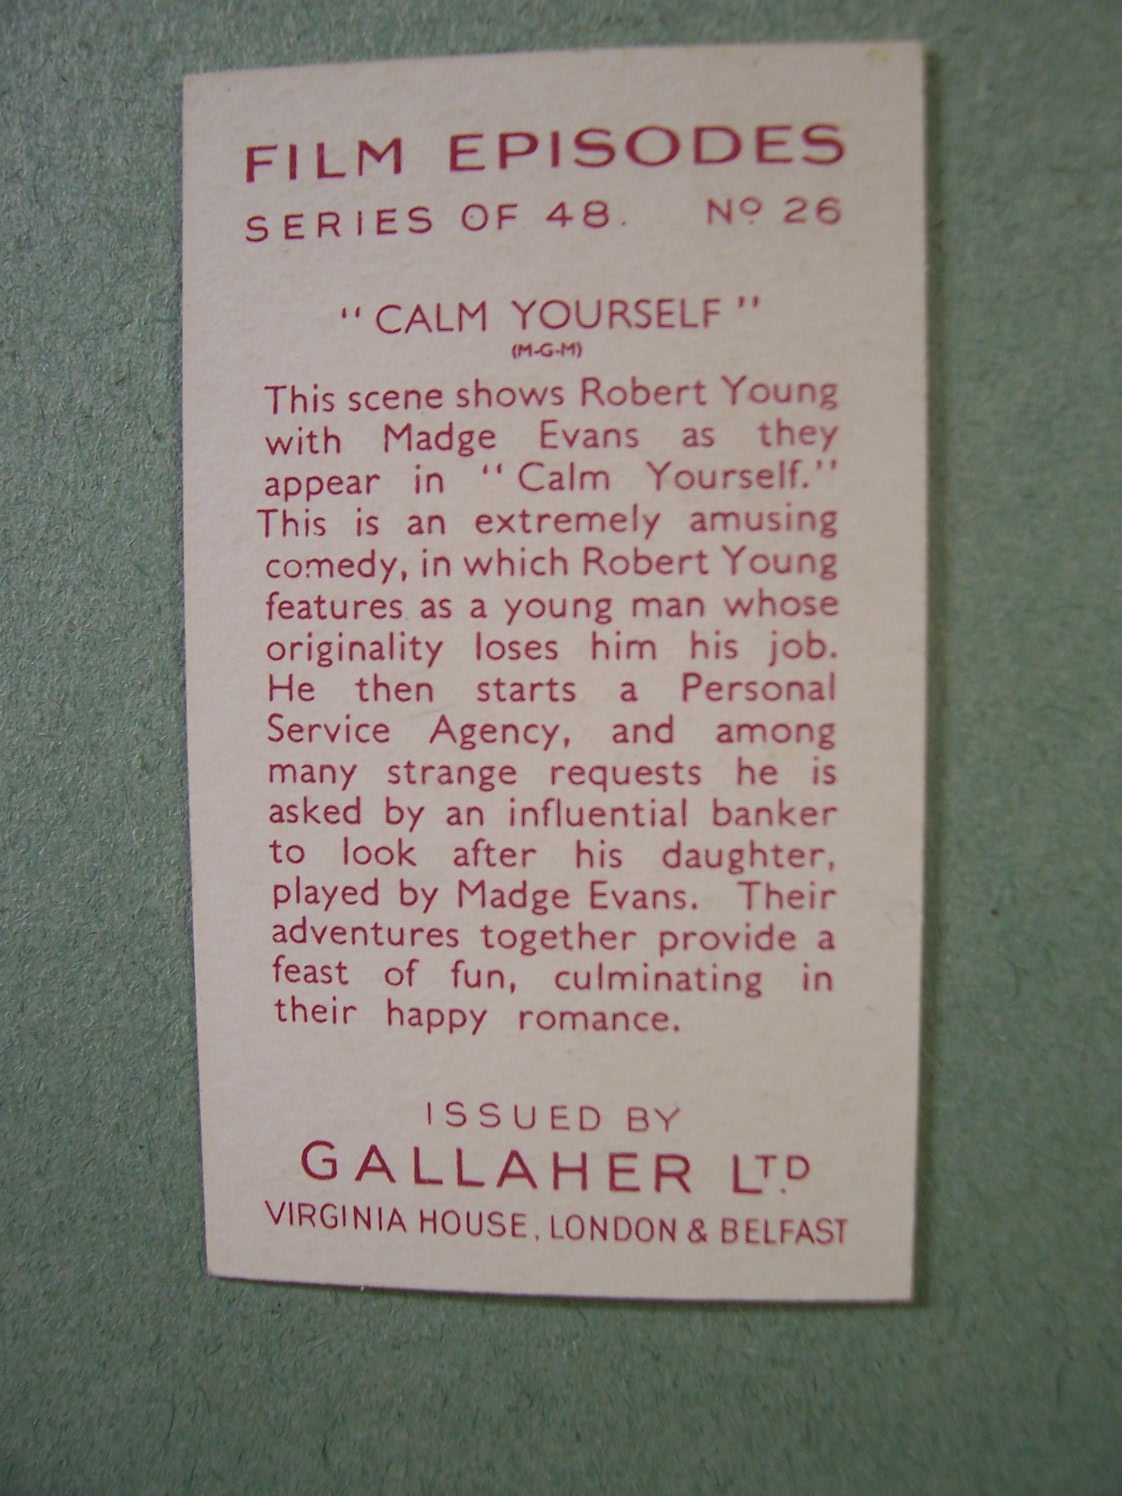 FILM EPISODES
SERIES OF 48. Nº 26
"CALM YOURSELF"
(M-G-M)
This scene shows Robert Young
with Madge Evans as they
appear in "Calm Yourself."
This is an extremely amusing
comedy, in which Robert Young
features as a young man whose
originality loses him his job.
He then starts a Personal
Service Agency, and among
many strange requests he is
asked by an influential banker
to look after his daughter,
played by Madge Evans. Their
adventures together provide a
feast of fun, culminating in
their happy romance.
ISSUED BY
GALLAHER LTD
VIRGINIA HOUSE, LONDON & BELFAST